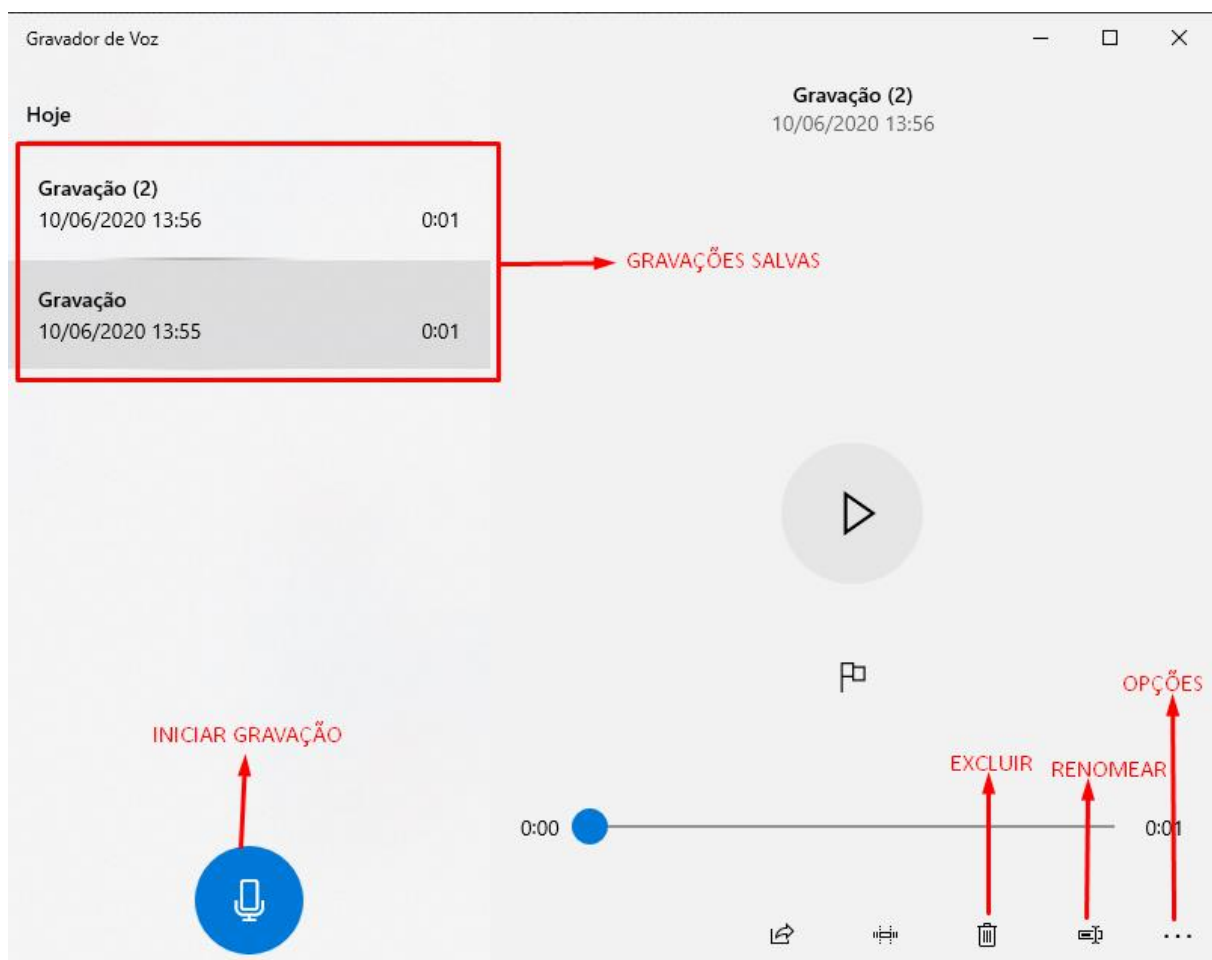 Gravador de Voz
Hoje
Gravação (2)
10/06/2020 13:56 0:01
Gravação
10/06/2020 13:55 0:01
GRAVAÇÕES SALVAS
Gravação (2)
10/06/2020 13:56
INICIAR GRAVAÇÃO
OPÇÕES
EXCLUIR
RENOMEAR
0:00
0:01